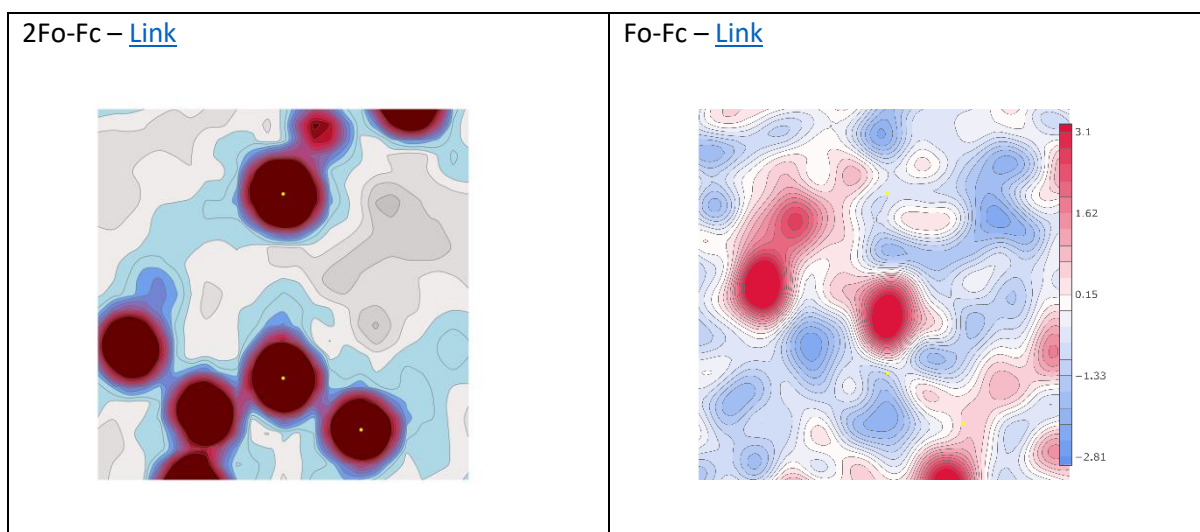 2Fo-Fc – Link
Fo-Fc – Link
3.1
1.62
0.15
−1.33
−2.81